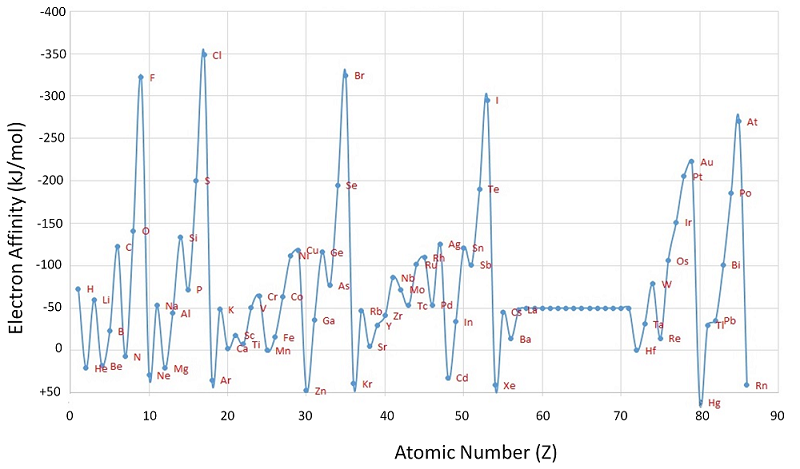 -400
-350
-300
-250
-200
-150
-100
-50
0
+50
Electron Affinity (kJ/mol)
0 10 20 30 40 50 60 70 80 90
Atomic Number (Z)
H
He
Li
Be
B
C
N
O
F
Ne
Na
Mg
Al
Si
P
S
Cl
Ar
K
Ca
Sc
Ti
V
Cr
Mn
Fe
Co
Ni
Cu
Zn
Ga
Ge
As
Se
Br
Kr
Rb
Sr
Y
Zr
Nb
Mo
Tc
Ru
Rh
Pd
Ag
Cd
In
Sn
Sb
Te
I
Xe
Cs
Ba
La
Hf
Ta
W
Re
Os
Ir
Pt
Au
Hg
Tl
Pb
Bi
Po
At
Rn